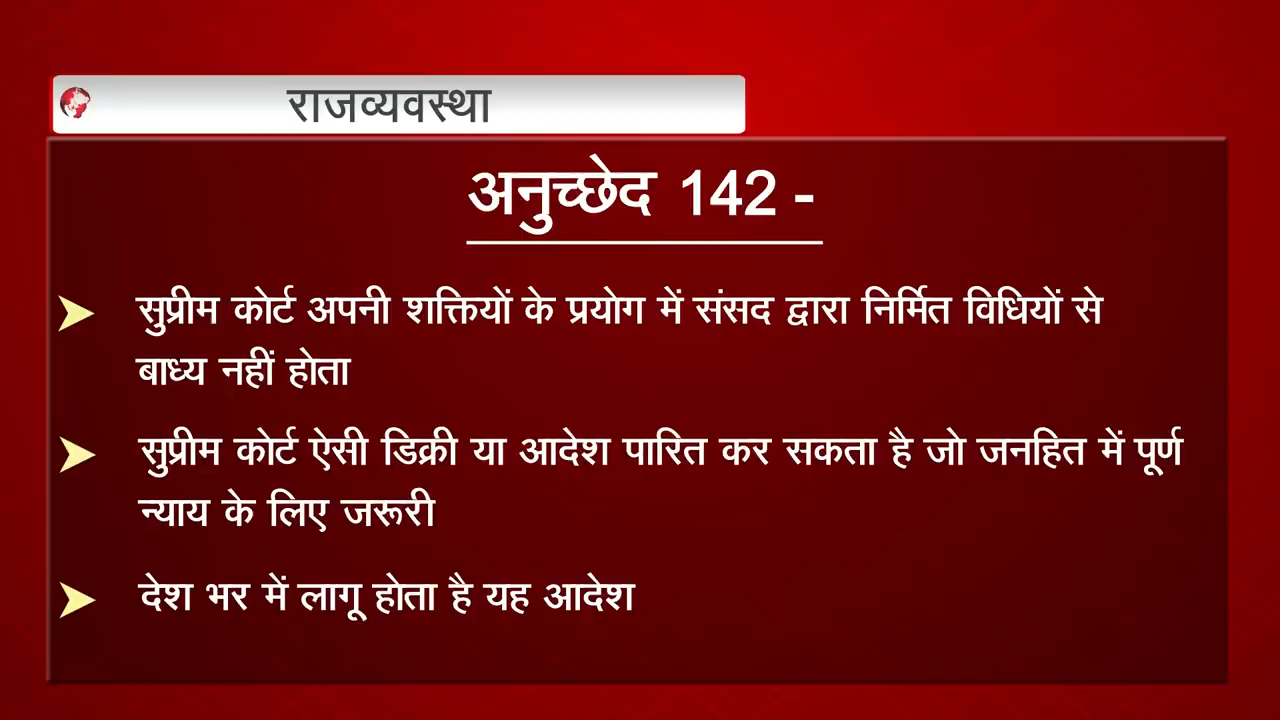 राजव्यवस्था
अनुच्छेद 142 -
सुप्रीम कोर्ट अपनी शक्तियों के प्रयोग में संसद द्वारा निर्मित विधियों से
बाध्य नहीं होता
सुप्रीम कोर्ट ऐसी डिक्री या आदेश पारित कर सकता है जो जनहित में पूर्ण
न्याय के लिए जरूरी
देश भर में लागू होता है यह आदेश